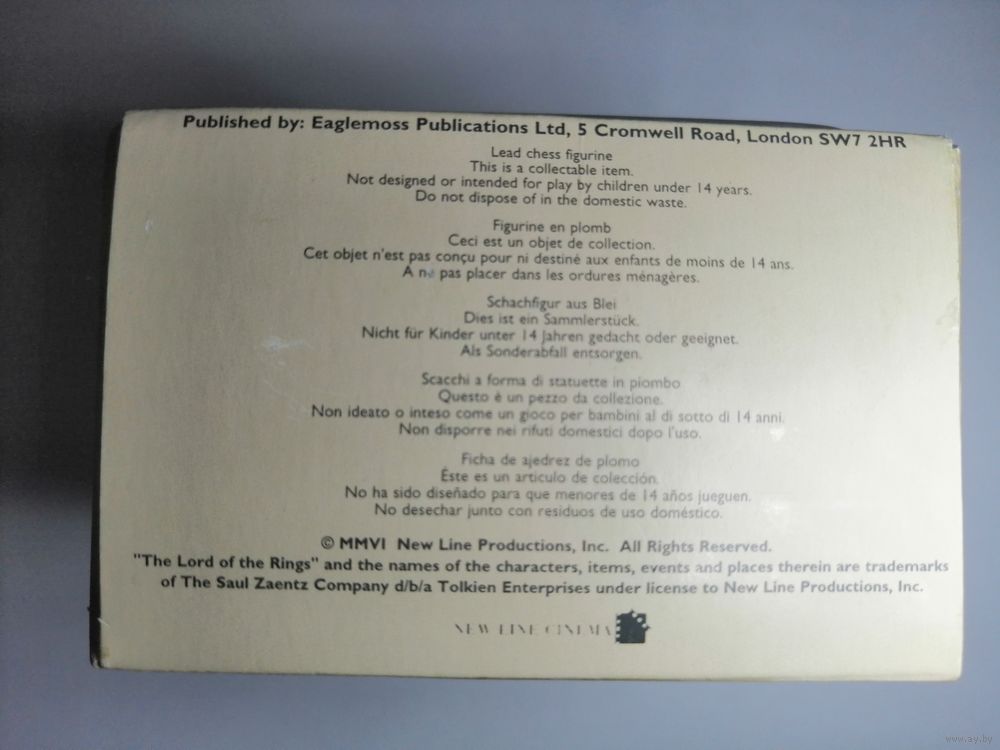 Published by: Eaglemoss Publications Ltd, 5 Cromwell Road, London SW7 2HR
Lead chess figurine
This is a collectable item.
Not designed or intended for play by children under 14 years.
Do not dispose of in the domestic waste.
Figurine en plomb
Ceci est un objet de collection.
Cet objet n'est pas conçu pour ni destiné aux enfants de moins de 14 ans.
A ne pas placer dans les ordures ménagères.
Schachfigur aus Blei
Dies ist ein Sammlerstück.
Nicht für Kinder unter 14 Jahren gedacht oder geeignet.
Als Sonderabfall entsorgen.
Scacchi a forma di statuette in piombo
Questo è un pezzo da collezione.
Non ideato o inteso come un gioco per bambini al di sotto di 14 anni.
Non disporre nei rifiuti domestici dopo l'uso.
Ficha de ajedrez de plomo
Éste es un articulo de colección.
No ha sido diseñado para que menores de 14 años jueguen.
No desechar junto con residuos de uso doméstico.
© MMVI New Line Productions, Inc. All Rights Reserved.
"The Lord of the Rings" and the names of the characters, items, events and places therein are trademarks
of The Saul Zaentz Company d/b/a Tolkien Enterprises under license to New Line Productions, Inc.
NEW LINE CINEMA
www.ay.by